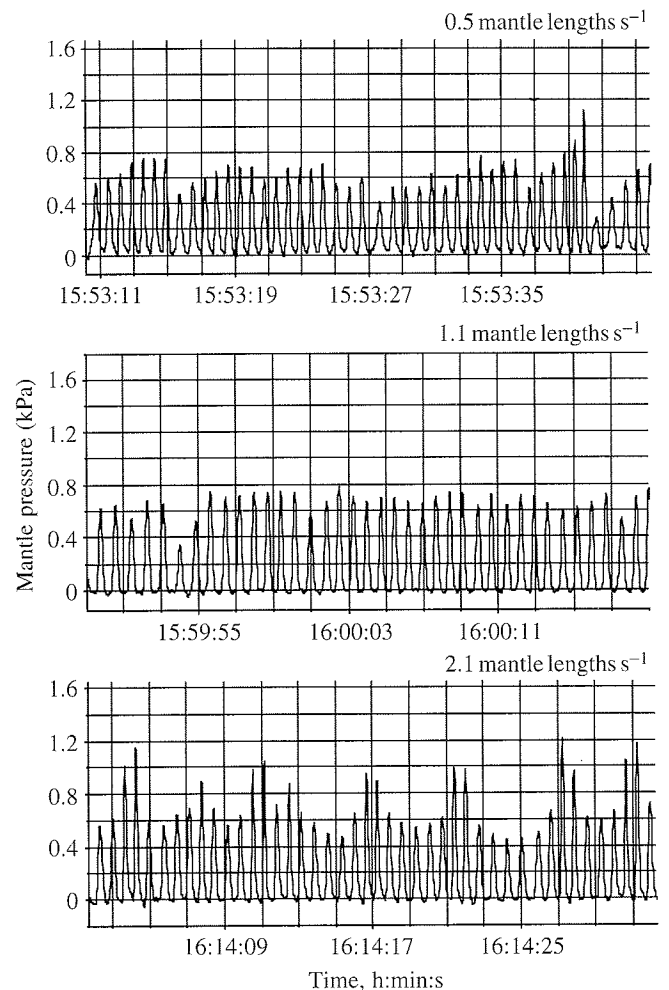 0.5 mantle lengths s⁻¹
1.6
1.2
0.8
0.4
0
15:53:11 15:53:19 15:53:27 15:53:35
1.1 mantle lengths s⁻¹
1.6
1.2
0.8
0.4
0
15:59:55 16:00:03 16:00:11
Mantle pressure (kPa)
2.1 mantle lengths s⁻¹
1.6
1.2
0.8
0.4
0
16:14:09 16:14:17 16:14:25
Time, h:min:s